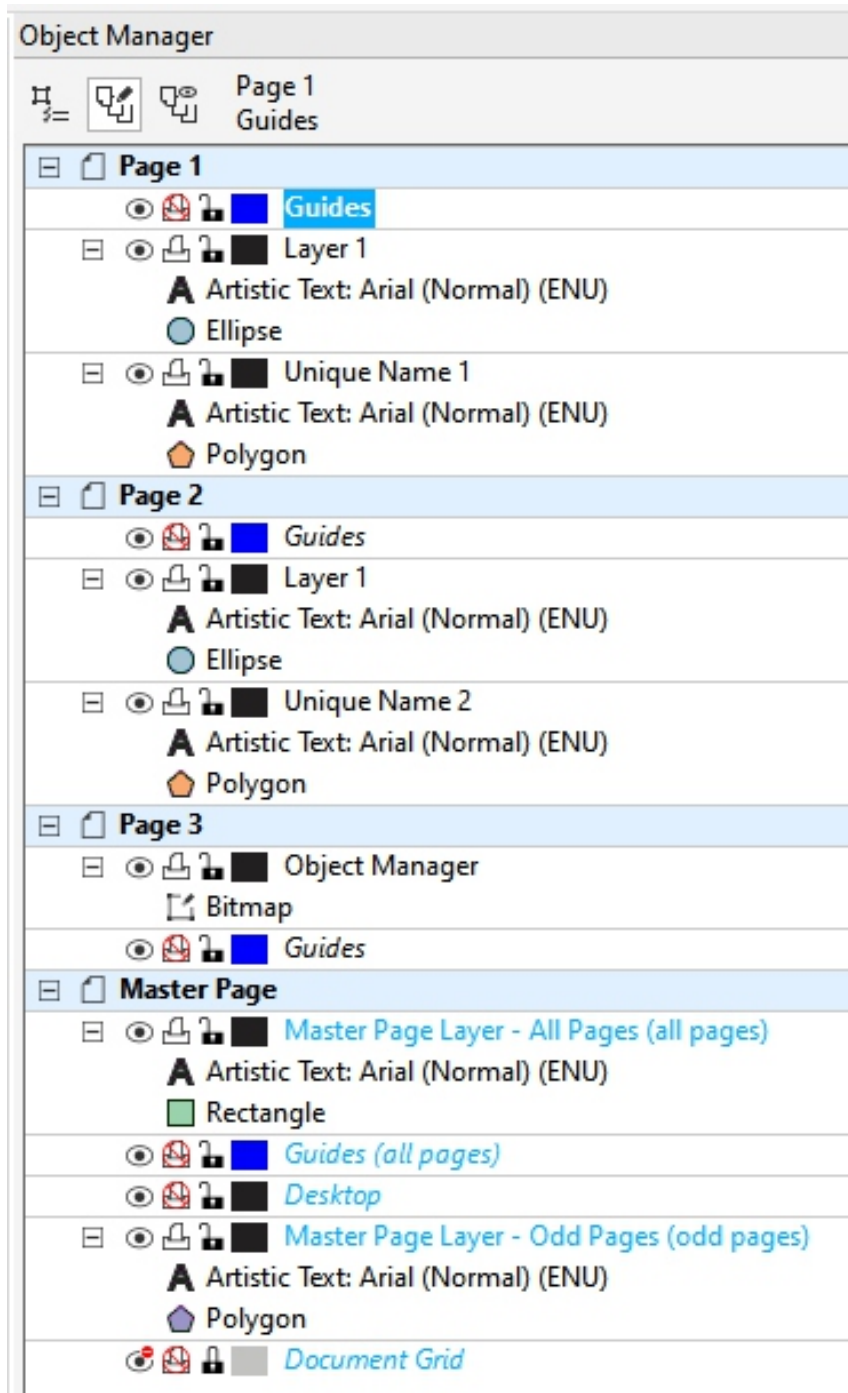 Object Manager
Page 1
Guides
Page 1
Guides
Layer 1
Artistic Text: Arial (Normal) (ENU)
Ellipse
Unique Name 1
Artistic Text: Arial (Normal) (ENU)
Polygon
Page 2
Guides
Layer 1
Artistic Text: Arial (Normal) (ENU)
Ellipse
Unique Name 2
Artistic Text: Arial (Normal) (ENU)
Polygon
Page 3
Object Manager
Bitmap
Guides
Master Page
Master Page Layer - All Pages (all pages)
Artistic Text: Arial (Normal) (ENU)
Rectangle
Guides (all pages)
Desktop
Master Page Layer - Odd Pages (odd pages)
Artistic Text: Arial (Normal) (ENU)
Polygon
Document Grid